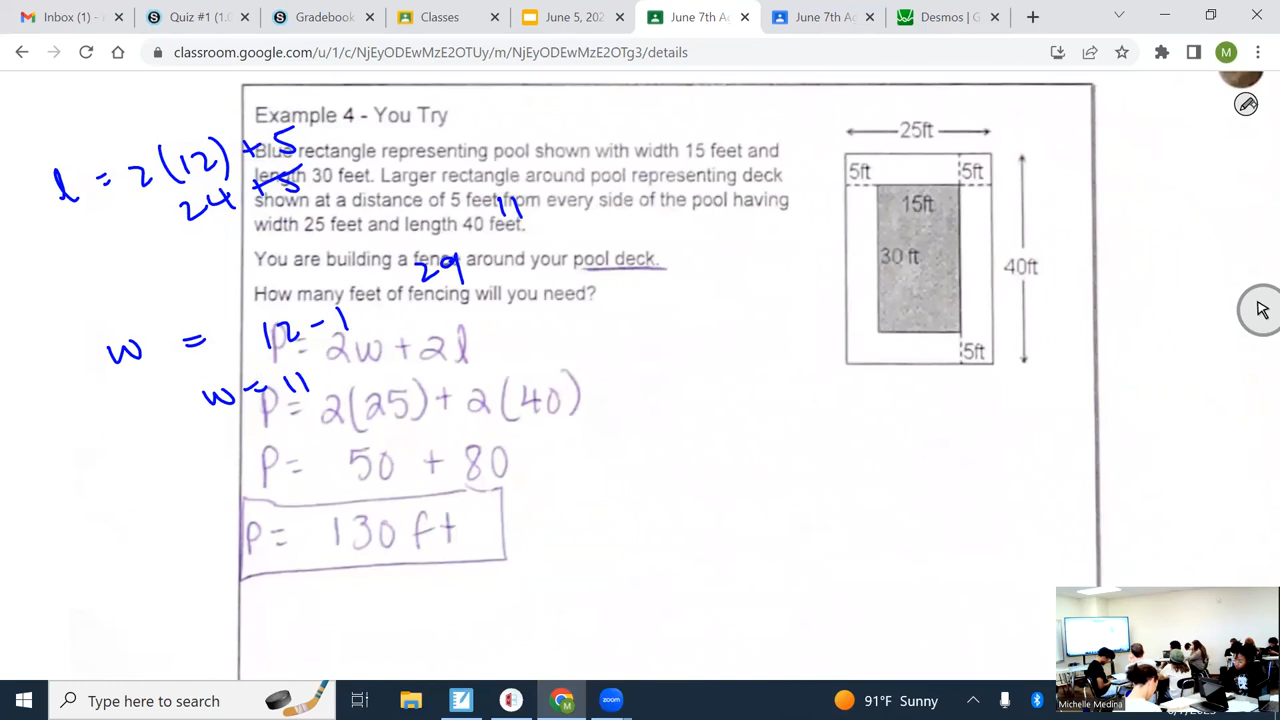 Inbox (1) -
Quiz #1 (1.0
Gradebook
Classes
June 5, 202
June 7th Ag
June 7th Ag
Desmos | G
classroom.google.com/u/1/c/NjEyODEwMzE2OTUy/m/NjEyODEwMzE2OTg3/details
M
Example 4 - You Try
Blue rectangle representing pool shown with width 15 feet and
length 30 feet. Larger rectangle around pool representing deck
shown at a distance of 5 feet from every side of the pool having
width 25 feet and length 40 feet.
You are building a fence around your pool deck.
How many feet of fencing will you need?
P = 2w + 2l
P = 2(25) + 2(40)
P = 50 + 80
P = 130 ft
l = 2(12) + 5
24 + 5
11
29
w = 12 - 1
w = 11
25ft
5ft
5ft
15ft
30 ft
40ft
5ft
Michelle Medina
Type here to search
zoom
91°F Sunny